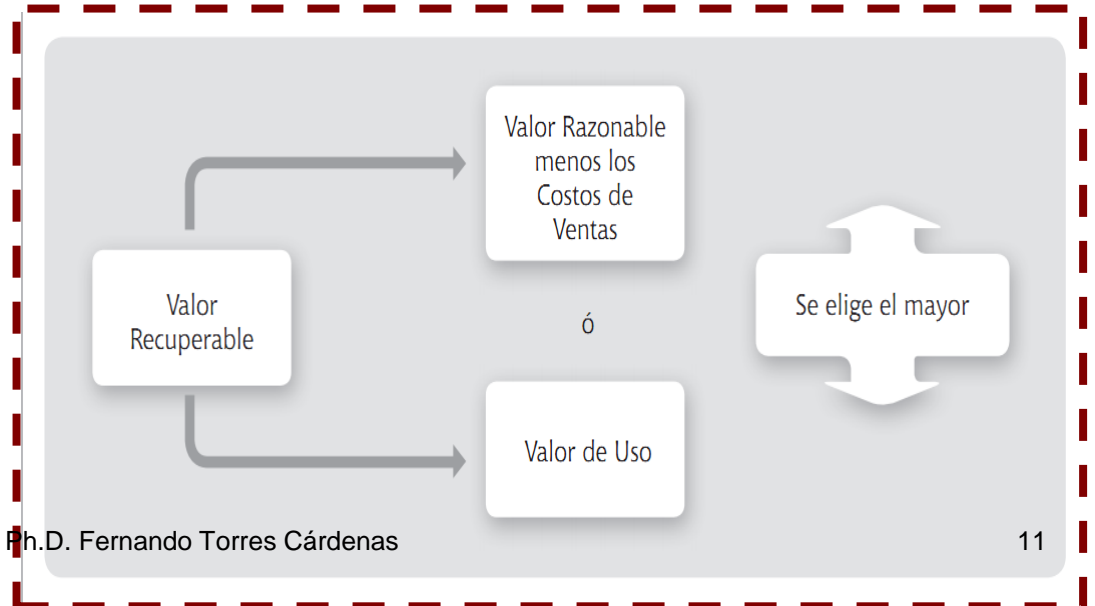 Valor Razonable
menos los
Costos de
Ventas
Valor
Recuperable
ó
Se elige el mayor
Valor de Uso
Ph.D. Fernando Torres Cárdenas
11